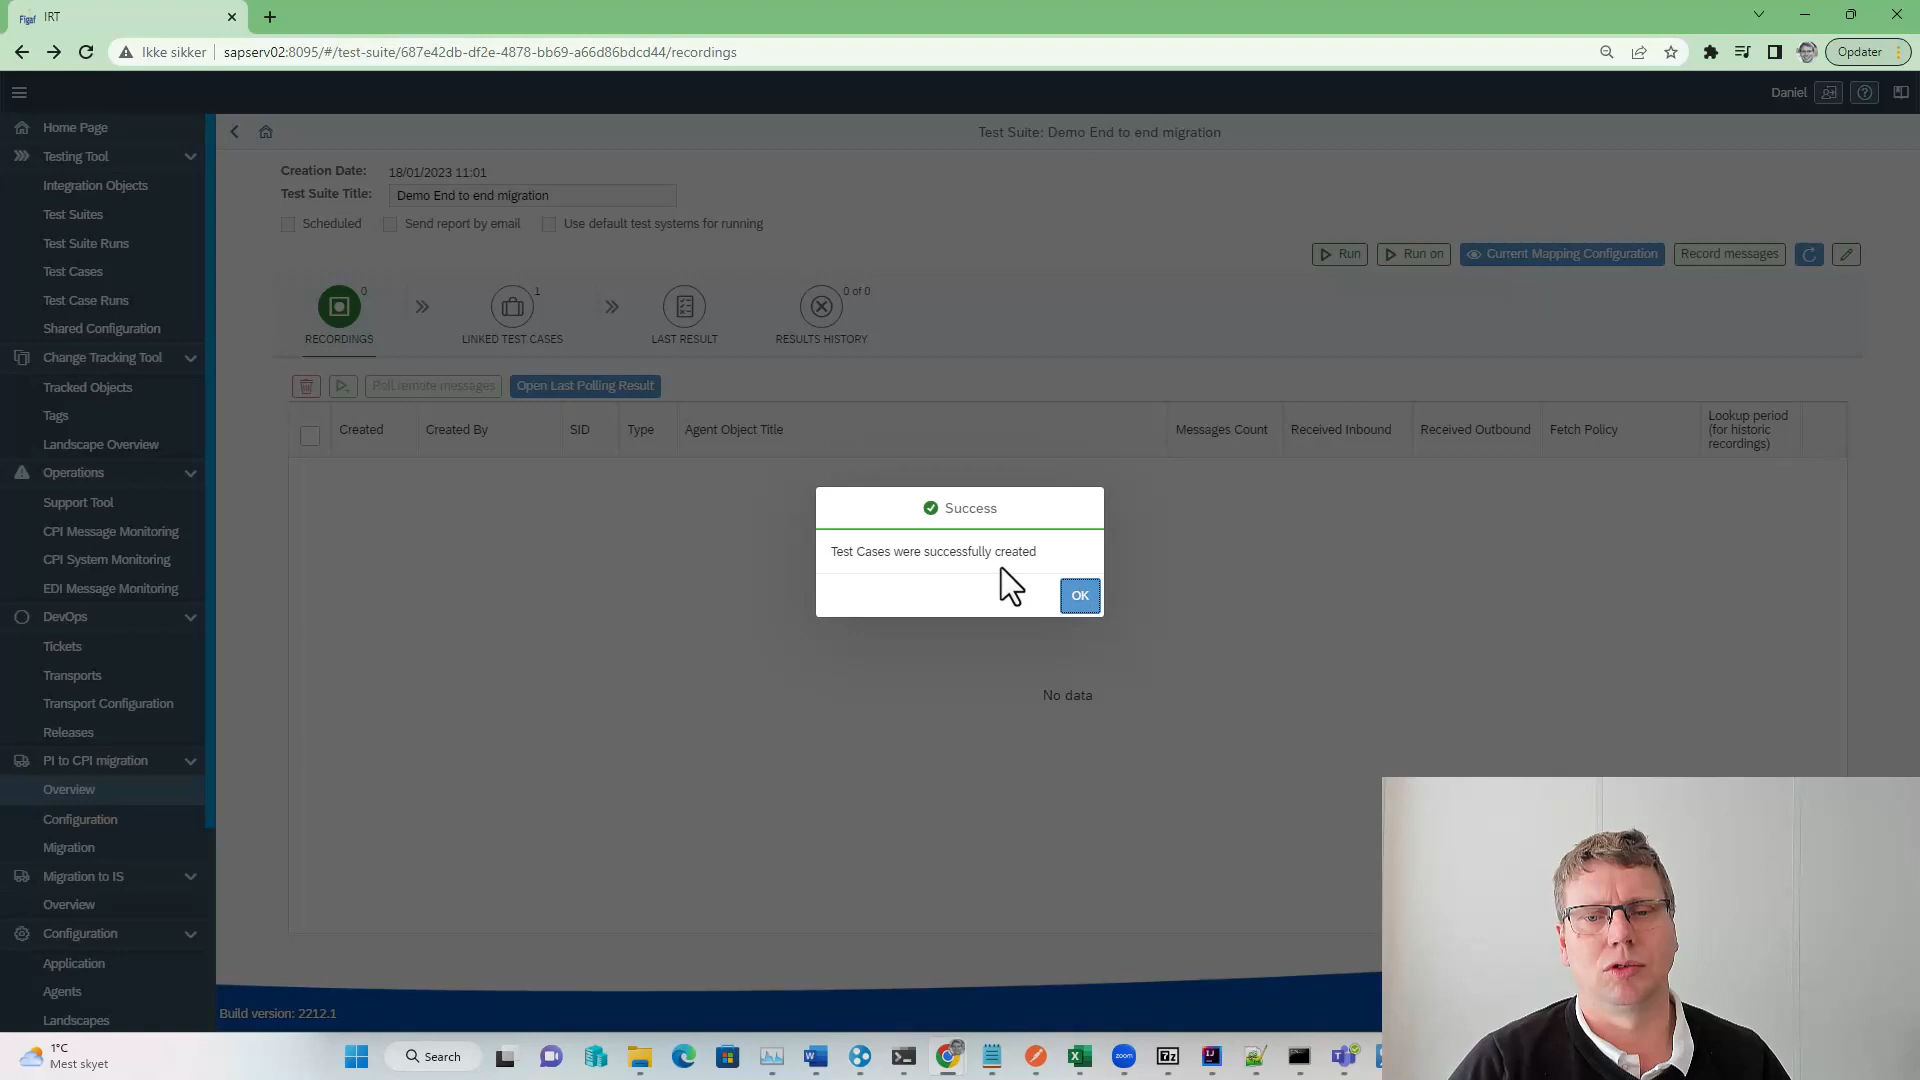 Figaf IRT
Ikke sikker sapserv02:8095/#/test-suite/687e42db-df2e-4878-bb69-a66d86bdcd44/recordings Opdater
Daniel
Home Page
Testing Tool
Integration Objects
Test Suites
Test Suite Runs
Test Cases
Test Case Runs
Shared Configuration
Change Tracking Tool
Tracked Objects
Tags
Landscape Overview
Operations
Support Tool
CPI Message Monitoring
CPI System Monitoring
EDI Message Monitoring
DevOps
Tickets
Transports
Transport Configuration
Releases
PI to CPI migration
Overview
Configuration
Migration
Migration to IS
Overview
Configuration
Application
Agents
Landscapes
Test Suite: Demo End to end migration
Creation Date: 18/01/2023 11:01
Test Suite Title: Demo End to end migration
Scheduled Send report by email Use default test systems for running
Run Run on Current Mapping Configuration Record messages
0 1 0 of 0
RECORDINGS LINKED TEST CASES LAST RESULT RESULTS HISTORY
Poll remote messages Open Last Polling Result
Created Created By SID Type Agent Object Title Messages Count Received Inbound Received Outbound Fetch Policy Lookup period
(for historic
recordings)
Success
Test Cases were successfully created
OK
No data
Build version: 2212.1
1°C
Mest skyet
Search
zoom
7z
IJ